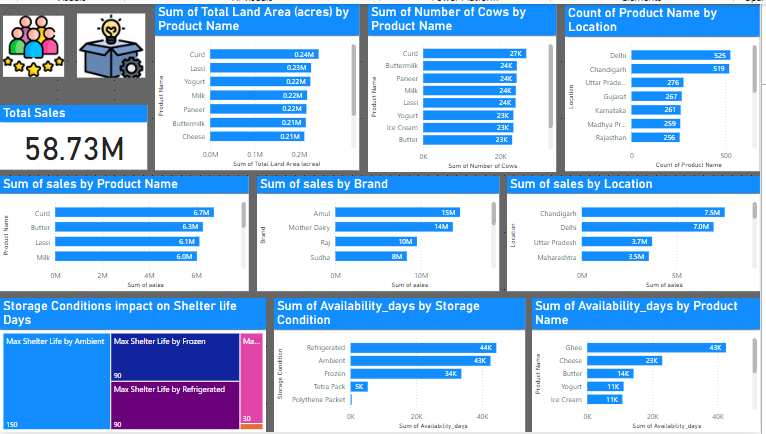 Total Sales
58.73M
Sum of Total Land Area (acres) by
Product Name
Product Name
Curd 0.24M
Lassi 0.23M
Yogurt 0.22M
Milk 0.22M
Paneer 0.22M
Buttermilk 0.21M
Cheese 0.21M
0.0M 0.1M 0.2M
Sum of Total Land Area (acres)
Sum of Number of Cows by
Product Name
Product Name
Curd 27K
Buttermilk 24K
Paneer 24K
Milk 24K
Lassi 24K
Yogurt 23K
Ice Cream 23K
Butter 23K
0K 20K
Sum of Number of Cows
Count of Product Name by
Location
Location
Delhi 525
Chandigarh 519
Uttar Prade... 276
Gujarat 267
Karnataka 261
Madhya Pr... 259
Rajasthan 256
0 500
Count of Product Name
Sum of sales by Product Name
Product Name
Curd 6.7M
Butter 6.3M
Lassi 6.1M
Milk 6.0M
0M 2M 4M 6M
Sum of sales
Sum of sales by Brand
Brand
Amul 15M
Mother Dairy 14M
Raj 10M
Sudha 8M
0M 10M
Sum of sales
Sum of sales by Location
Location
Chandigarh 7.5M
Delhi 7.0M
Uttar Pradesh 3.7M
Maharashtra 3.5M
0M 5M
Sum of sales
Storage Conditions impact on Shelter life
Days
Max Shelter Life by Ambient
150
Max Shelter Life by Frozen
90
Max Shelter Life by Refrigerated
90
Ma...
30
Sum of Availability_days by Storage
Condition
Storage Condition
Refrigerated 44K
Ambient 43K
Frozen 34K
Tetra Pack 5K
Polythene Packet
0K 20K 40K
Sum of Availability_days
Sum of Availability_days by Product
Name
Product Name
Ghee 43K
Cheese 23K
Butter 14K
Yogurt 11K
Ice Cream 11K
0K 20K 40K
Sum of Availability_days